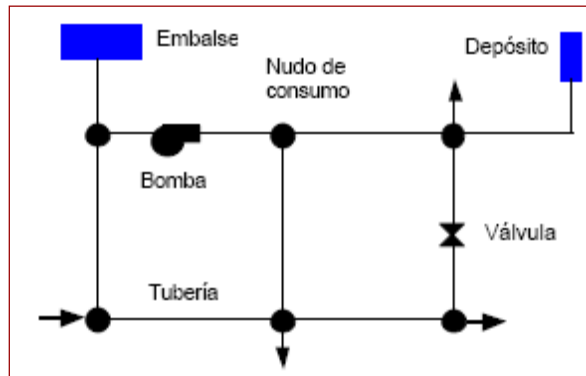 Embalse
Depósito
Nudo de
consumo
Bomba
Válvula
Tubería